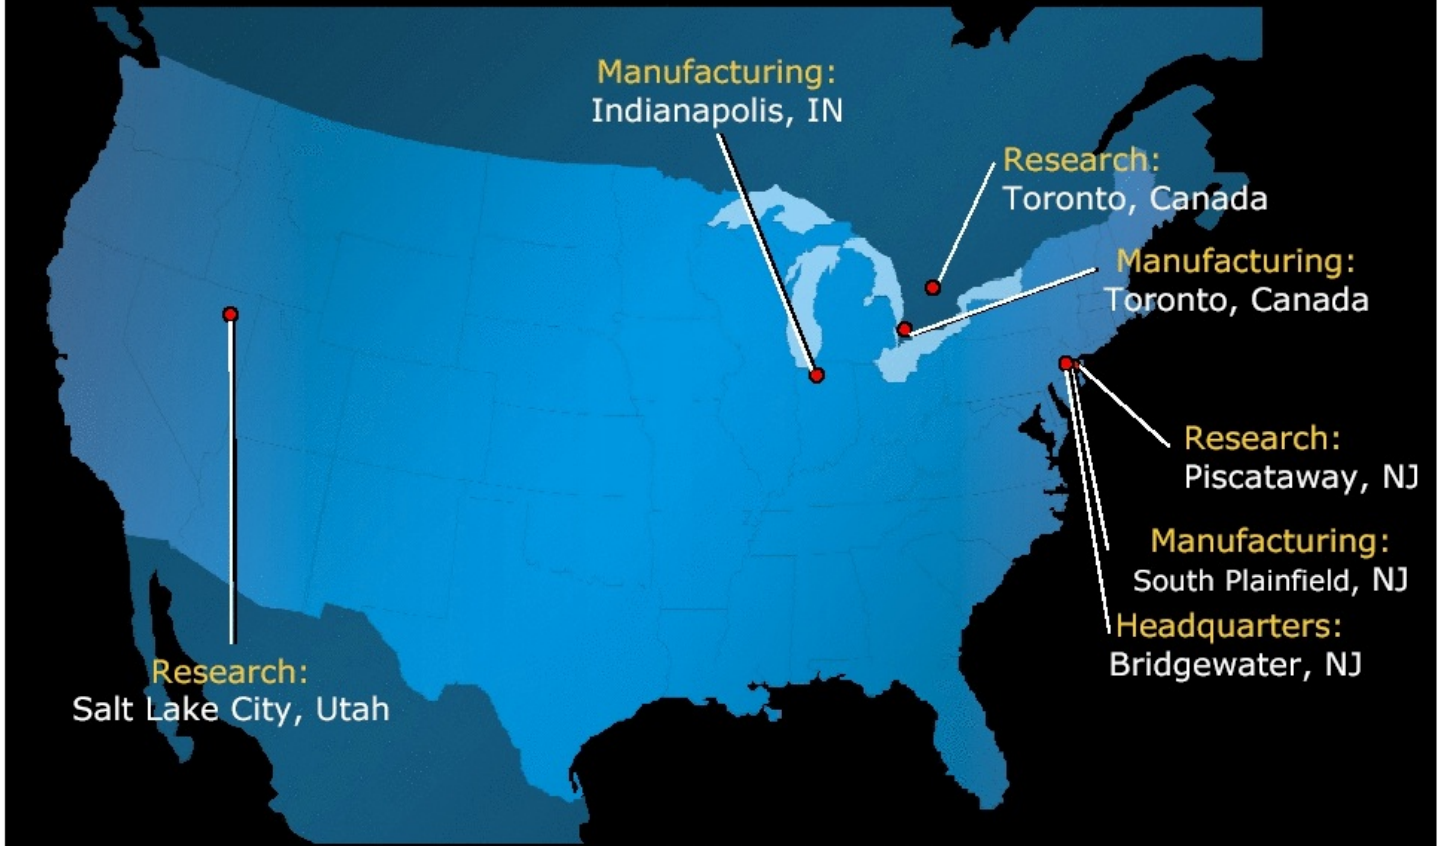 Manufacturing:
Indianapolis, IN
Research:
Toronto, Canada
Manufacturing:
Toronto, Canada
Research:
Piscataway, NJ
Manufacturing:
South Plainfield, NJ
Headquarters:
Bridgewater, NJ
Research:
Salt Lake City, Utah